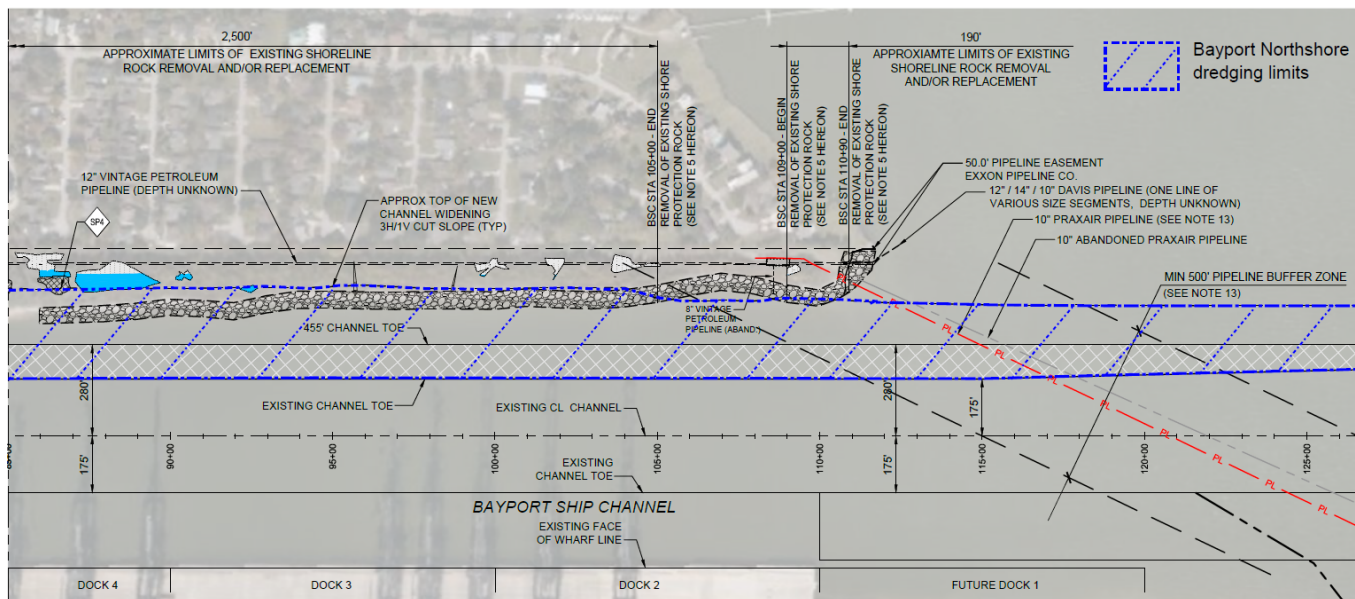 2,500'
APPROXIMATE LIMITS OF EXISTING SHORELINE
ROCK REMOVAL AND/OR REPLACEMENT
190'
APPROXIAMTE LIMITS OF EXISTING
SHORELINE ROCK REMOVAL
AND/OR REPLACEMENT
Bayport Northshore
dredging limits
BSC STA 105+00 - END
REMOVAL OF EXISTING SHORE
PROTECTION ROCK
(SEE NOTE 5 HEREON)
BSC STA 109+00 - BEGIN
REMOVAL OF EXISTING SHORE
PROTECTION ROCK
(SEE NOTE 5 HEREON)
BSC STA 110+90 - END
REMOVAL OF EXISTING SHORE
PROTECTION ROCK
(SEE NOTE 5 HEREON)
12" VINTAGE PETROLEUM
PIPELINE (DEPTH UNKNOWN)
SP4
APPROX TOP OF NEW
CHANNEL WIDENING
3H/1V CUT SLOPE (TYP)
50.0' PIPELINE EASEMENT
EXXON PIPELINE CO.
12" / 14" / 10" DAVIS PIPELINE (ONE LINE OF
VARIOUS SIZE SEGMENTS, DEPTH UNKNOWN)
10" PRAXAIR PIPELINE (SEE NOTE 13)
10" ABANDONED PRAXAIR PIPELINE
MIN 500' PIPELINE BUFFER ZONE
(SEE NOTE 13)
8" VINTAGE
PETROLEUM
PIPELINE (ABAND.)
455' CHANNEL TOE
PL
PL
PL
PL
PL
PL
PL
PL
280'
280'
175'
EXISTING CHANNEL TOE
EXISTING CL CHANNEL
90+00
95+00
100+00
105+00
110+00
115+00
120+00
125+00
175'
175'
EXISTING
CHANNEL TOE
BAYPORT SHIP CHANNEL
EXISTING FACE
OF WHARF LINE
DOCK 4
DOCK 3
DOCK 2
FUTURE DOCK 1